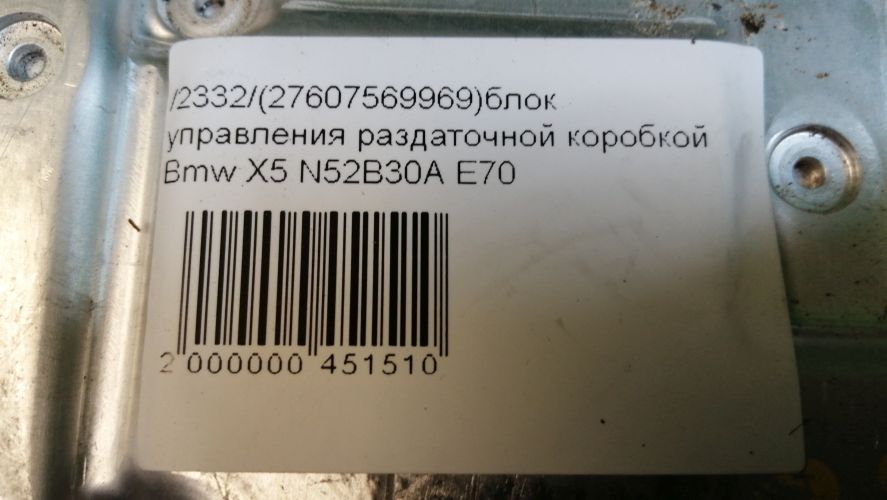 /2332/(27607569969)блок
управления раздаточной коробкой
Bmw X5 N52B30A E70
2 000000 451510